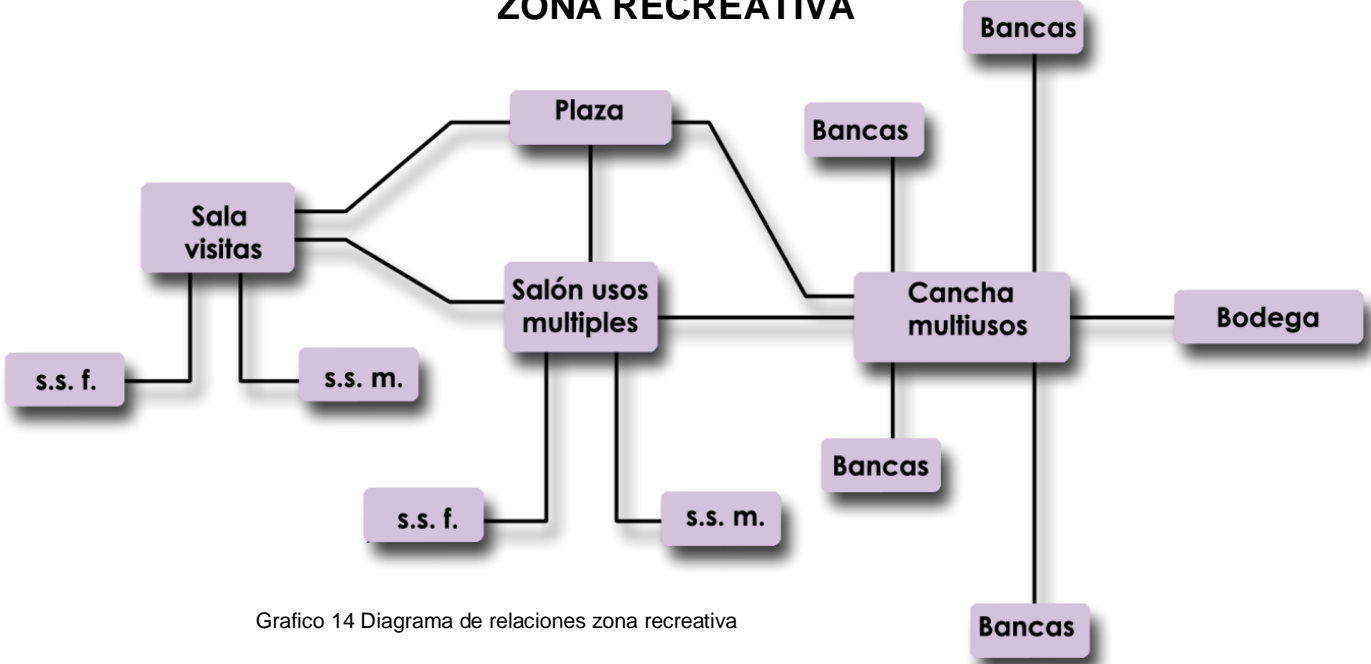 ZONA RECREATIVA
Bancas
Plaza
Bancas
Sala
visitas
Salón usos
multiples
Cancha
multiusos
Bodega
s.s. f.
s.s. m.
Bancas
s.s. f.
s.s. m.
Grafico 14 Diagrama de relaciones zona recreativa
Bancas